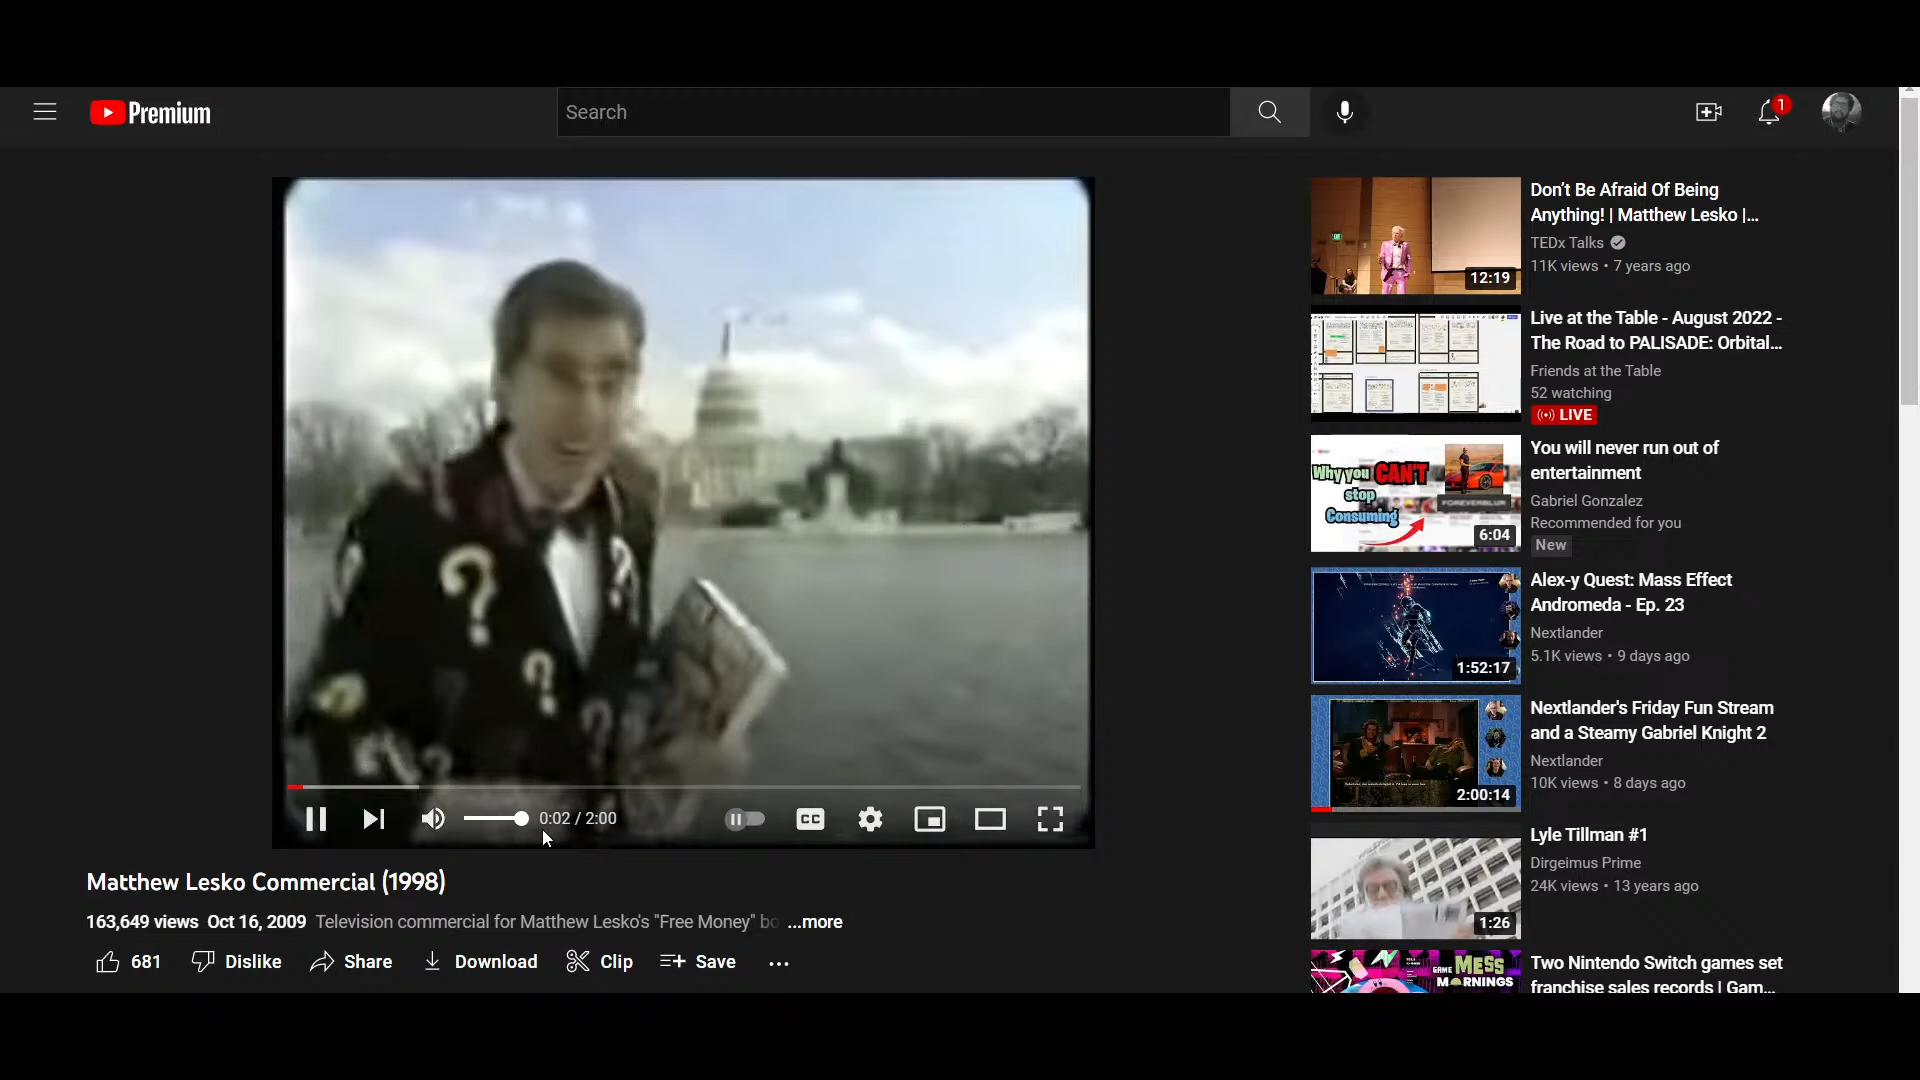 Premium
Search
1
?
?
?
?
0:02 / 2:00
CC
Matthew Lesko Commercial (1998)
163,649 views Oct 16, 2009 Television commercial for Matthew Lesko's "Free Money" bo ...more
681 Dislike Share Download Clip Save ...
12:19
Don't Be Afraid Of Being
Anything! | Matthew Lesko |...
TEDx Talks
11K views • 7 years ago
Live at the Table - August 2022 -
The Road to PALISADE: Orbital...
Friends at the Table
52 watching
LIVE
Why you CAN'T
stop
Consuming
FOREVERBLUR
6:04
You will never run out of
entertainment
Gabriel Gonzalez
Recommended for you
New
1:52:17
Alex-y Quest: Mass Effect
Andromeda - Ep. 23
Nextlander
5.1K views • 9 days ago
2:00:14
Nextlander's Friday Fun Stream
and a Steamy Gabriel Knight 2
Nextlander
10K views • 8 days ago
1:26
Lyle Tillman #1
Dirgeimus Prime
24K views • 13 years ago
GAME MESS
MORNINGS
Two Nintendo Switch games set
franchise sales records | Gam...